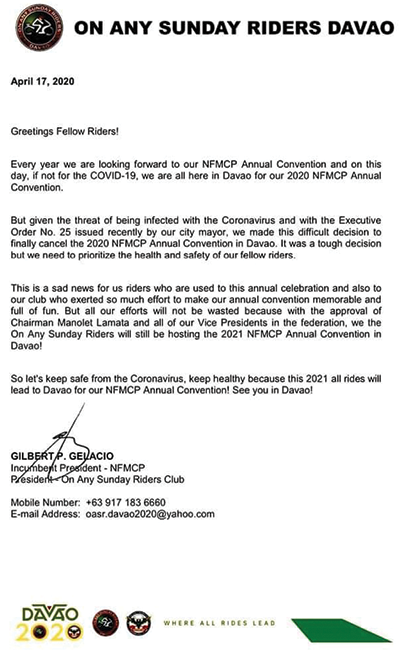 ON ANY SUNDAY RIDERS DAVAO
April 17, 2020
Greetings Fellow Riders!
Every year we are looking forward to our NFMCP Annual Convention and on this
day, if not for the COVID-19, we are all here in Davao for our 2020 NFMCP Annual
Convention.
But given the threat of being infected with the Coronavirus and with the Executive
Order No. 25 issued recently by our city mayor, we made this difficult decision to
finally cancel the 2020 NFMCP Annual Convention in Davao. It was a tough decision
but we need to prioritize the health and safety of our fellow riders.
This is a sad news for us riders who are used to this annual celebration and also to
our club who exerted so much effort to make our annual convention memorable and
full of fun. But all our efforts will not be wasted because with the approval of
Chairman Manolet Lamata and all of our Vice Presidents in the federation, we the
On Any Sunday Riders will still be hosting the 2021 NFMCP Annual Convention in
Davao!
So let's keep safe from the Coronavirus, keep healthy because this 2021 all rides will
lead to Davao for our NFMCP Annual Convention! See you in Davao!
GILBERT P. GELACIO
Incumbent President - NFMCP
President - On Any Sunday Riders Club
Mobile Number: +63 917 183 6660
E-mail Address: oasr.davao2020@yahoo.com
DAVAO
2020
WHERE ALL RIDES LEAD